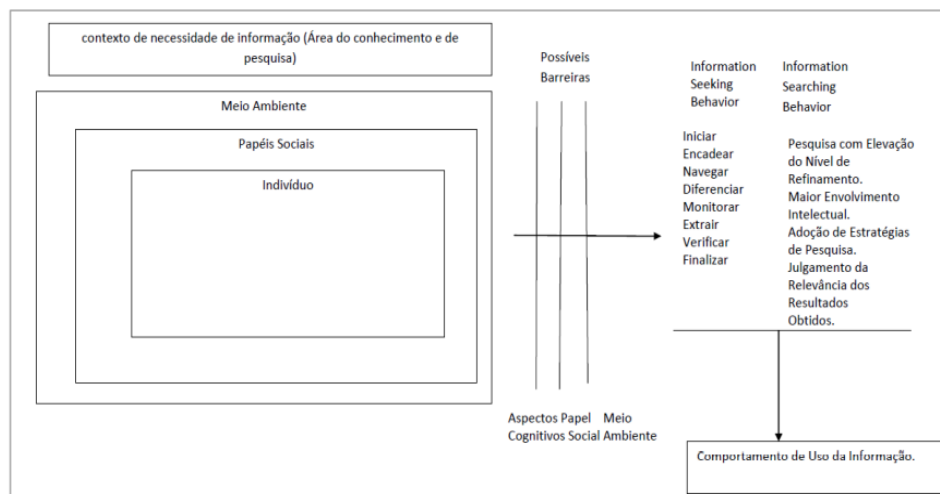 contexto de necessidade de informação (Área do conhecimento e de
pesquisa)
Meio Ambiente
Papéis Sociais
Indivíduo
Possíveis
Barreiras
Aspectos Papel Meio
Cognitivos Social Ambiente
Information
Seeking
Behavior
Iniciar
Encadear
Navegar
Diferenciar
Monitorar
Extrair
Verificar
Finalizar
Information
Searching
Behavior
Pesquisa com Elevação
do Nível de
Refinamento.
Maior Envolvimento
Intelectual.
Adoção de Estratégias
de Pesquisa.
Julgamento da
Relevância dos
Resultados
Obtidos.
Comportamento de Uso da Informação.